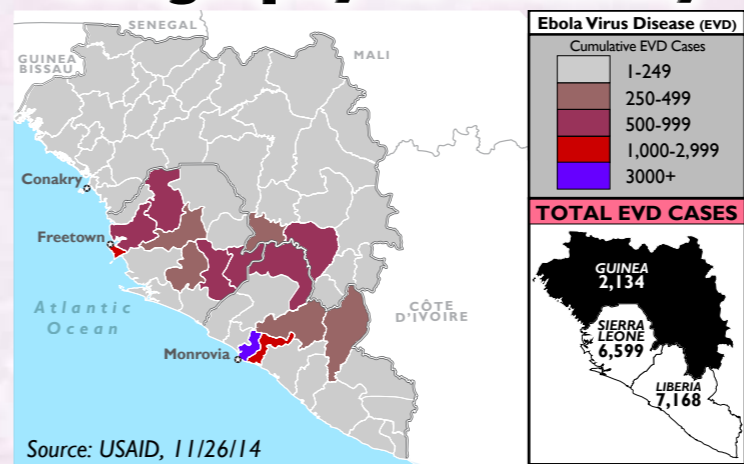 SENEGAL
GUINEA
BISSAU
MALI
Conakry
Freetown
Atlantic
Ocean
CÔTE
D'IVOIRE
Monrovia
Source: USAID, 11/26/14
Ebola Virus Disease (EVD)
Cumulative EVD Cases
1-249
250-499
500-999
1,000-2,999
3000+
TOTAL EVD CASES
GUINEA
2,134
SIERRA
LEONE
6,599
LIBERIA
7,168